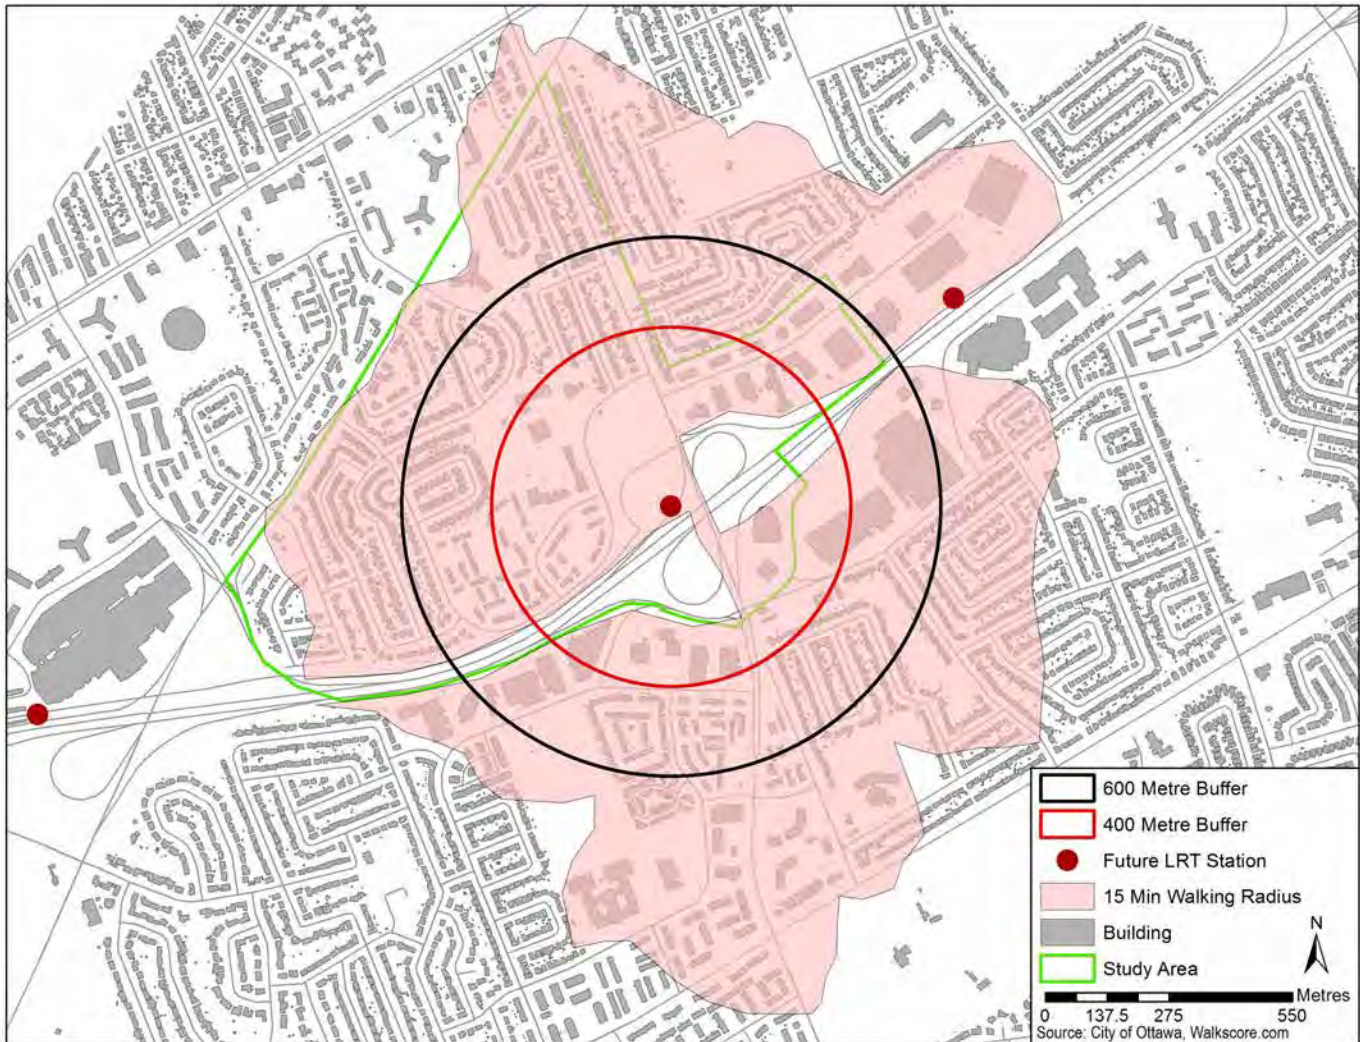 600 Metre Buffer
400 Metre Buffer
Future LRT Station
15 Min Walking Radius
Building
Study Area
N
Metres
0 137.5 275 550
Source: City of Ottawa, Walkscore.com